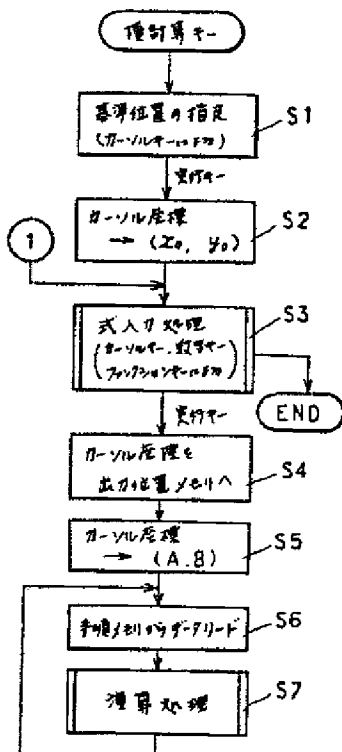 種計算キー
基準位置の指定
(カーソルキーによる)
S1
実行キー
カーソル座標
→ (x₀, y₀)
S2
1
式入力処理
(カーソルキー、数字キー
ファンクションキーによる)
S3
END
実行キー
カーソル座標を
出力位置メモリへ
S4
カーソル座標
→ (A.B)
S5
手順メモリからデータリード
S6
演算処理
S7